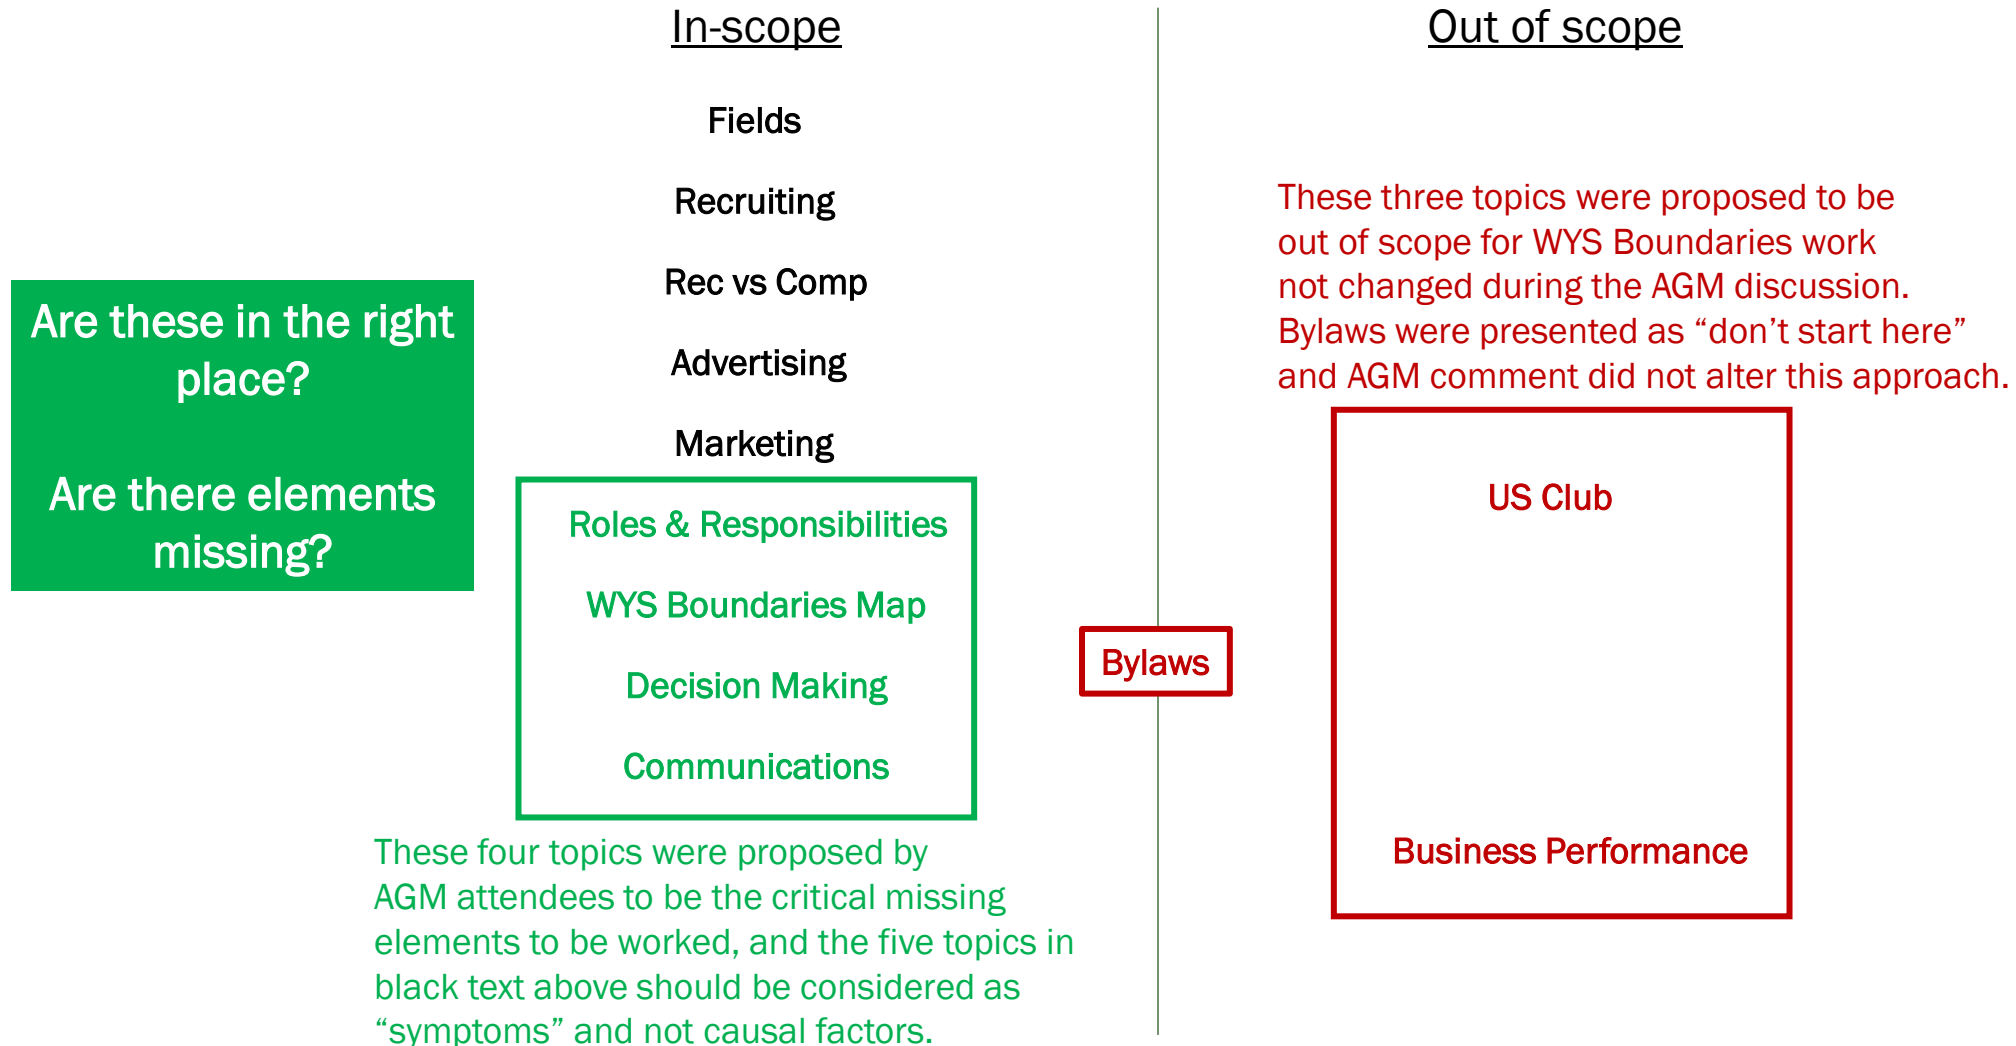 In-scope
Fields
Recruiting
Rec vs Comp
Advertising
Marketing
Are these in the right
place?
Are there elements
missing?
Roles & Responsibilities
WYS Boundaries Map
Decision Making
Communications
These four topics were proposed by
AGM attendees to be the critical missing
elements to be worked, and the five topics in
black text above should be considered as
“symptoms” and not causal factors.
Bylaws
Out of scope
These three topics were proposed to be
out of scope for WYS Boundaries work
not changed during the AGM discussion.
Bylaws were presented as “don’t start here”
and AGM comment did not alter this approach.
US Club
Business Performance